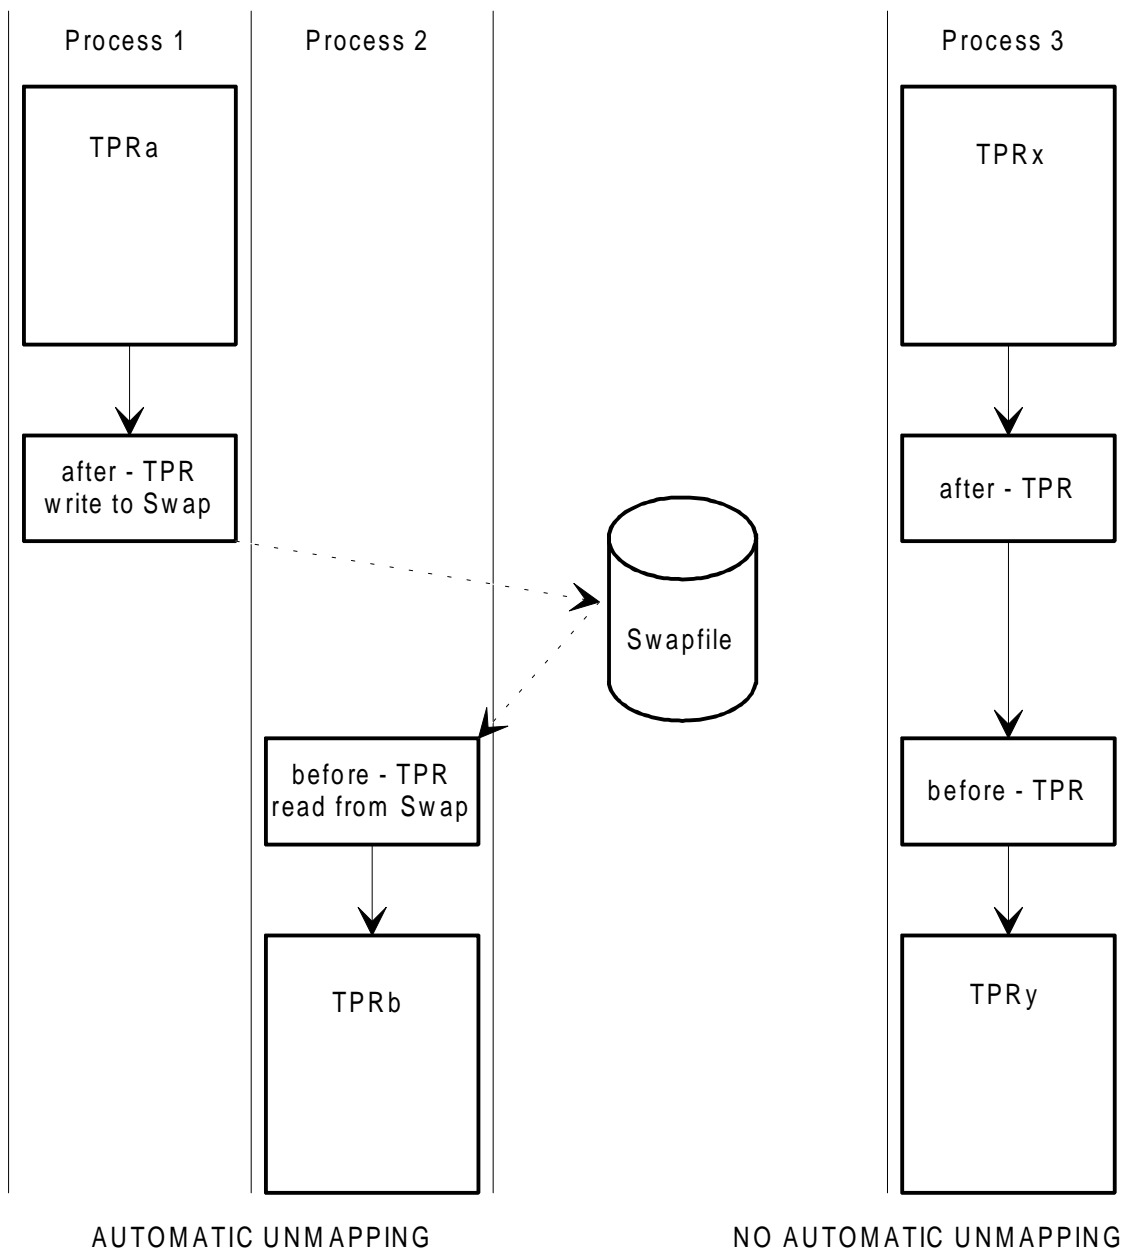 Process 1
Process 2
Process 3
TPRa
TPRx
after - TPR
write to Swap
after - TPR
Swapfile
before - TPR
read from Swap
before - TPR
TPRb
TPRy
AUTOMATIC UNMAPPING
NO AUTOMATIC UNMAPPING